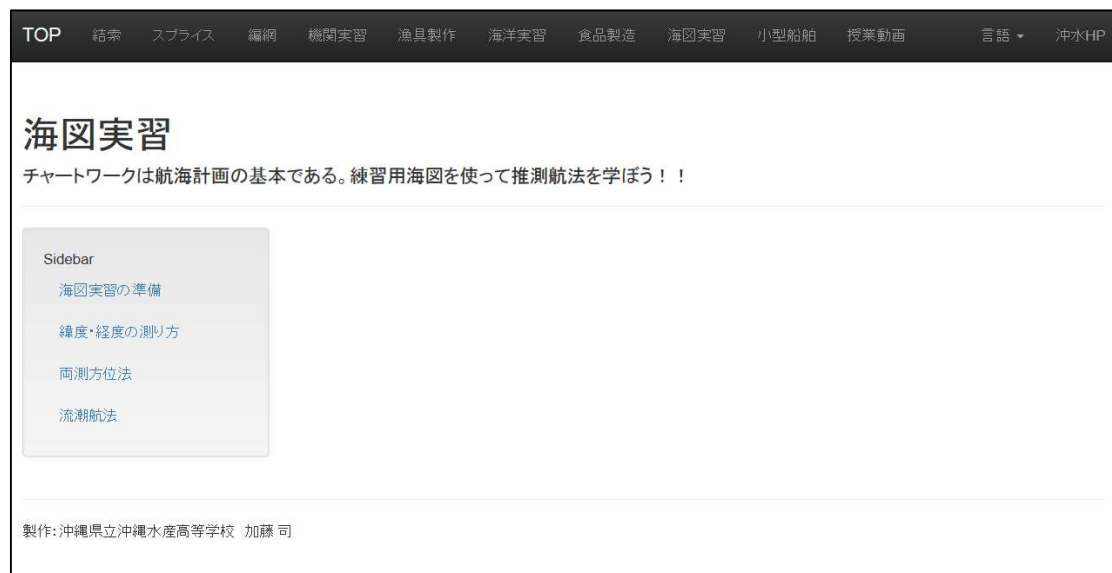 TOP 結索 スプライス 編網 機関実習 漁具製作 海洋実習 食品製造 海図実習 小型船舶 授業動画 言語 沖水HP
海図実習
チャートワークは航海計画の基本である。練習用海図を使って推測航法を学ぼう！！
Sidebar
海図実習の準備
緯度・経度の測り方
両測方位法
流潮航法
製作：沖縄県立沖縄水産高等学校 加藤 司